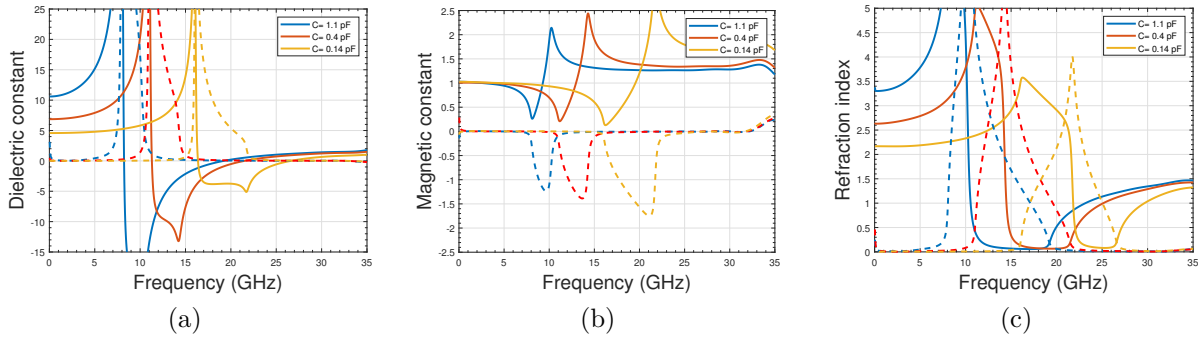 25
20
15
10
5
0
-5
-10
-15
0 5 10 15 20 25 30 35
Dielectric constant
Frequency (GHz)
C= 1.1 pF
C= 0.4 pF
C= 0.14 pF
(a)
2.5
2.0
1.5
1.0
0.5
0
-0.5
-1
-1.5
-2
-2.5
0 5 10 15 20 25 30 35
Magnetic constant
Frequency (GHz)
C= 1.1 pF
C= 0.4 pF
C= 0.14 pF
(b)
5
4.5
4
3.5
3
2.5
2
1.5
1
0.5
0
0 5 10 15 20 25 30 35
Refraction index
Frequency (GHz)
C= 1.1 pF
C= 0.4 pF
C= 0.14 pF
(c)